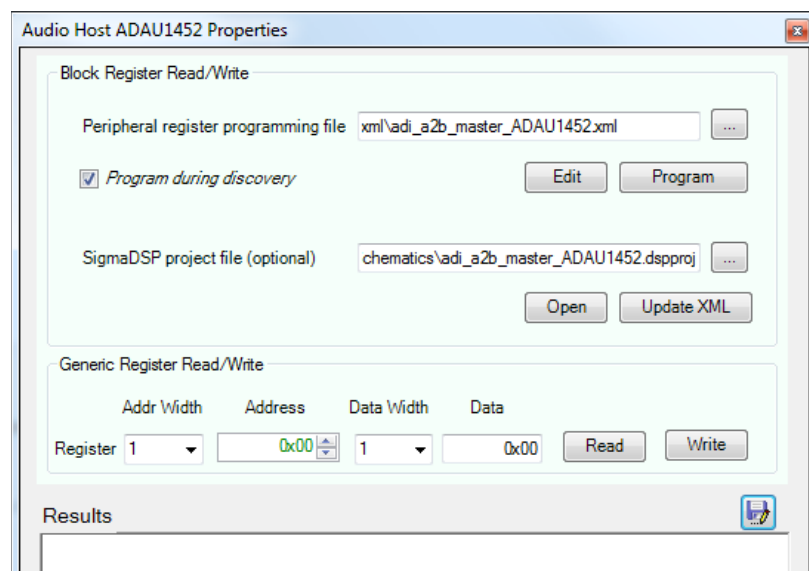 Audio Host ADAU1452 Properties
Block Register Read/Write
Peripheral register programming file xml\adi_a2b_master_ADAU1452.xml ...
Program during discovery Edit Program
SigmaDSP project file (optional) chematics\adi_a2b_master_ADAU1452.dspproj ...
Open Update XML
Generic Register Read/Write
Addr Width Address Data Width Data
Register 1 0x00 1 0x00 Read Write
Results